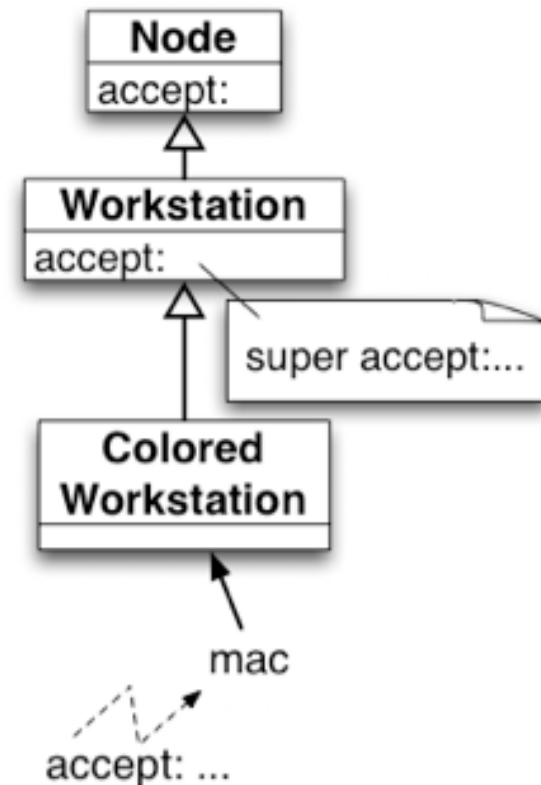 Node
accept:
Workstation
accept:
super accept:...
Colored
Workstation
mac
accept: ...